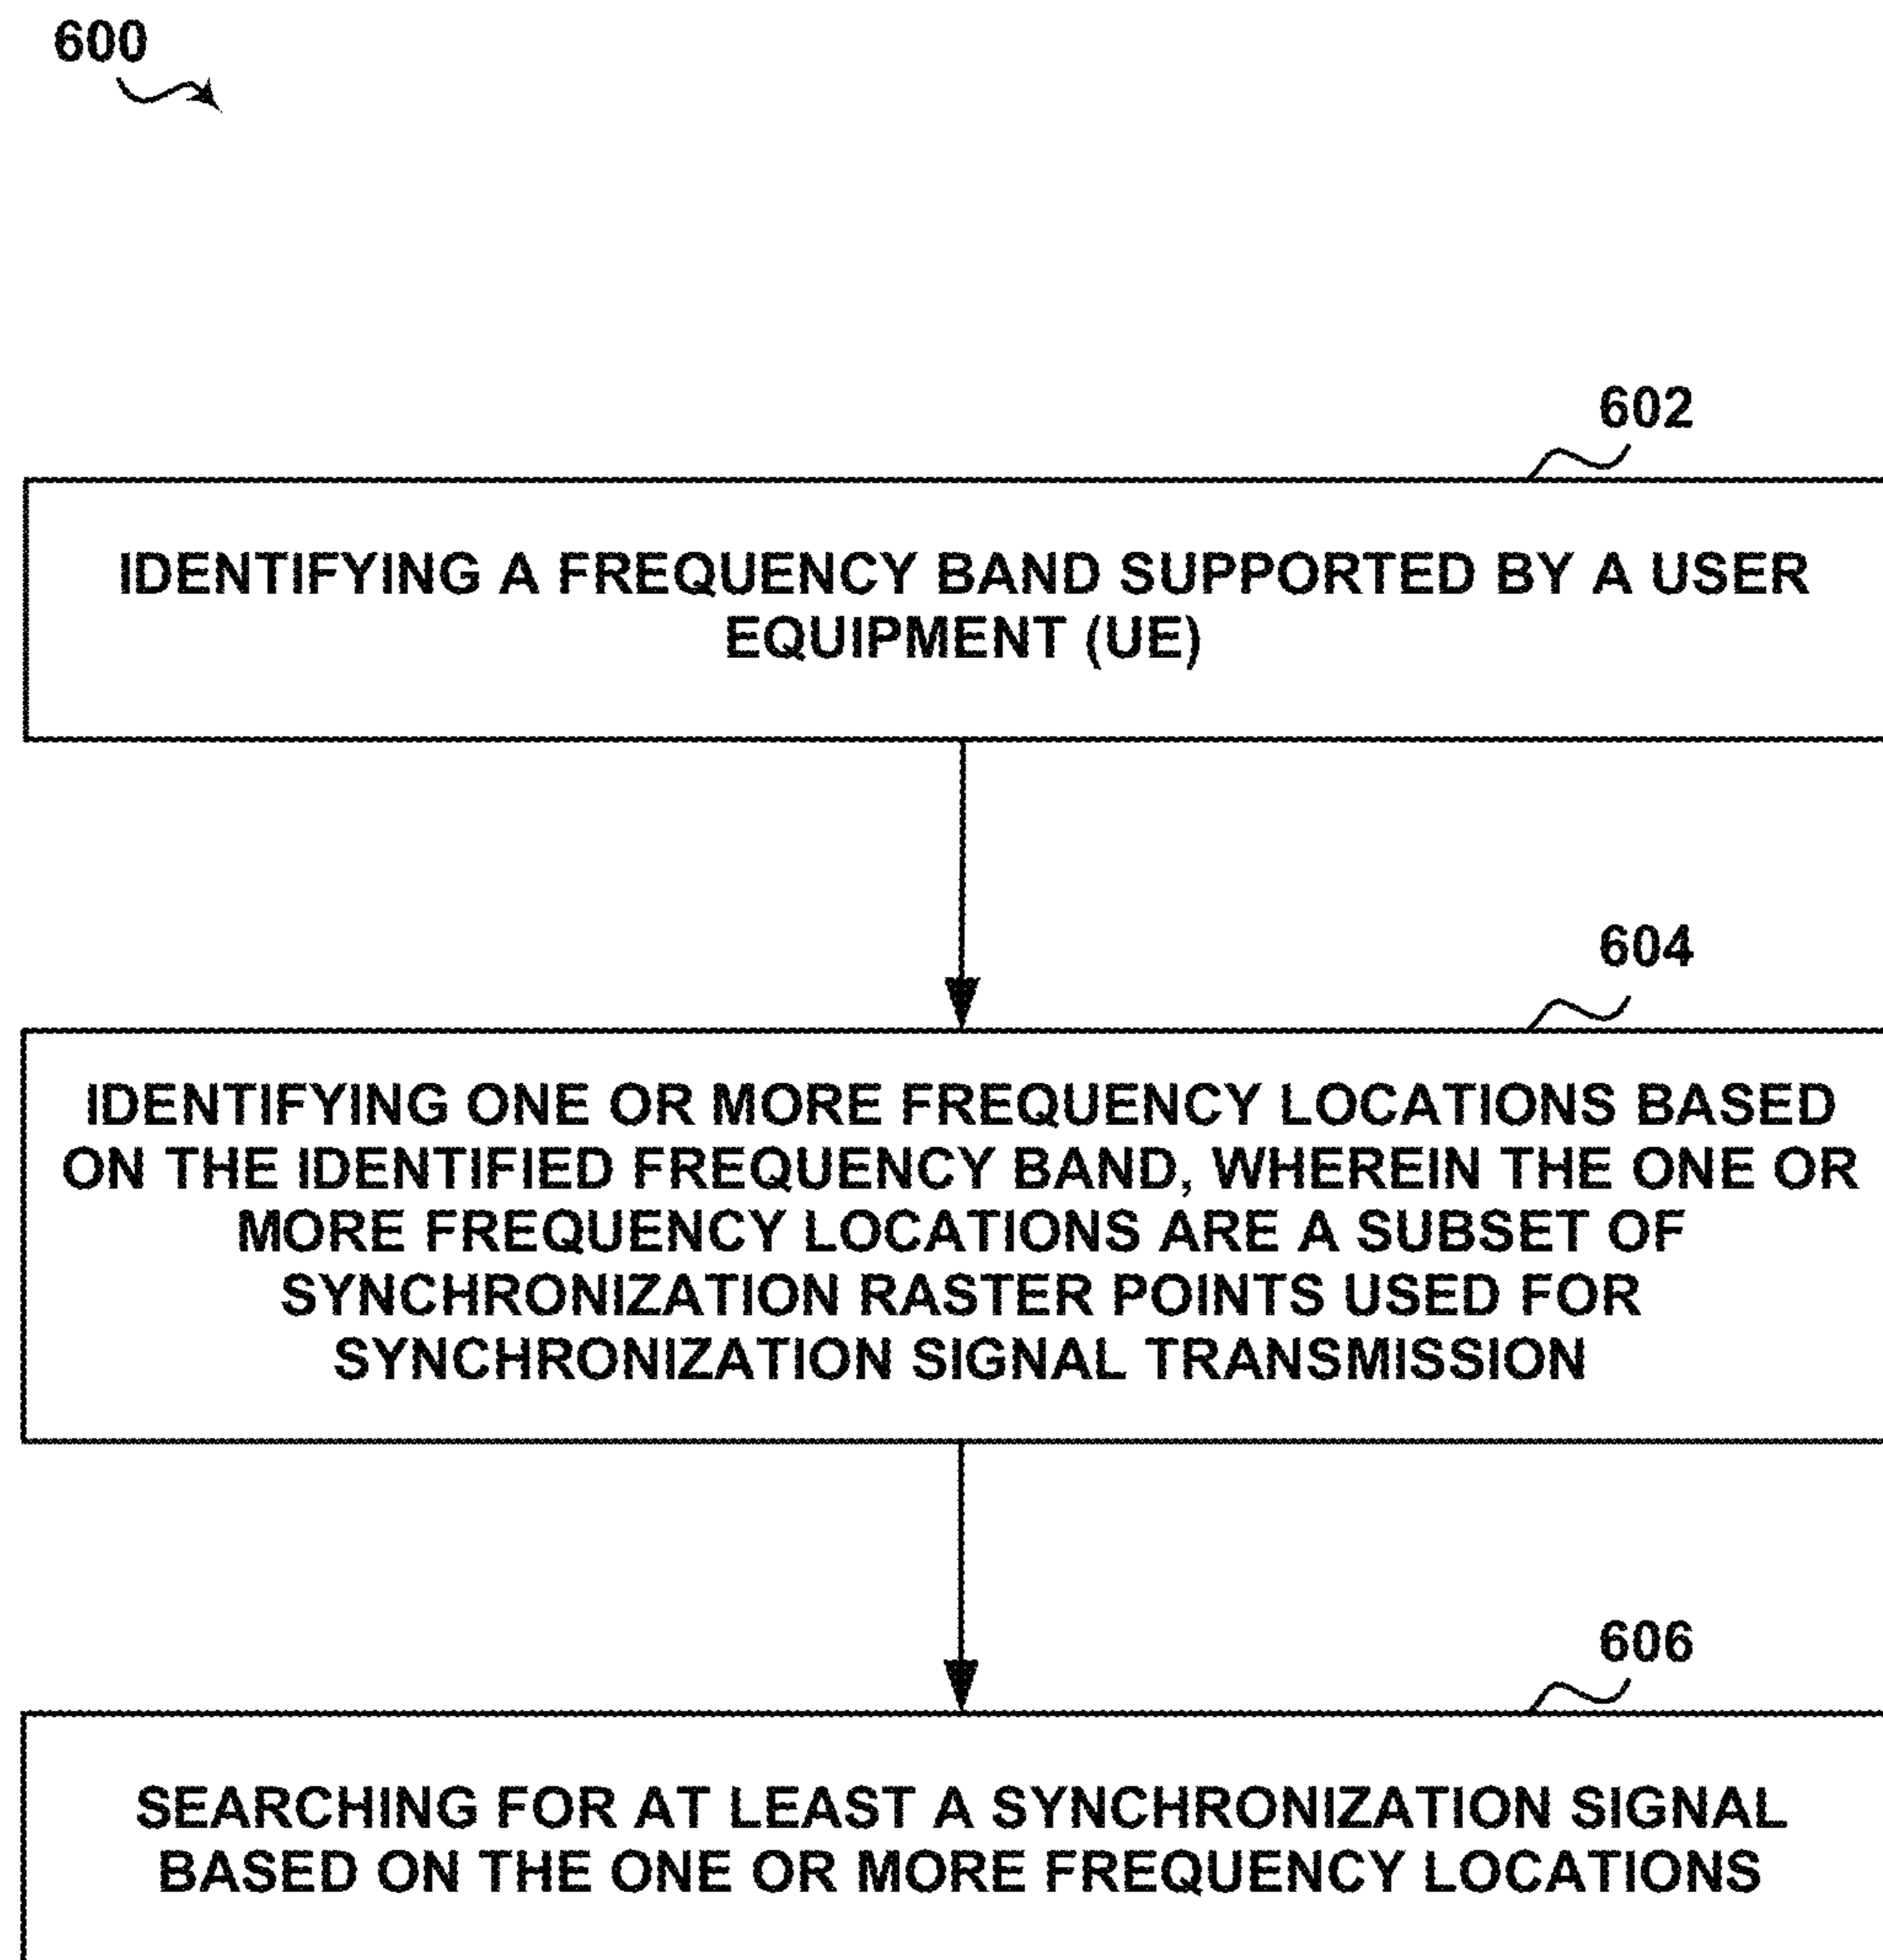 600
602
IDENTIFYING A FREQUENCY BAND SUPPORTED BY A USER
EQUIPMENT (UE)
604
IDENTIFYING ONE OR MORE FREQUENCY LOCATIONS BASED
ON THE IDENTIFIED FREQUENCY BAND, WHEREIN THE ONE OR
MORE FREQUENCY LOCATIONS ARE A SUBSET OF
SYNCHRONIZATION RASTER POINTS USED FOR
SYNCHRONIZATION SIGNAL TRANSMISSION
606
SEARCHING FOR AT LEAST A SYNCHRONIZATION SIGNAL
BASED ON THE ONE OR MORE FREQUENCY LOCATIONS